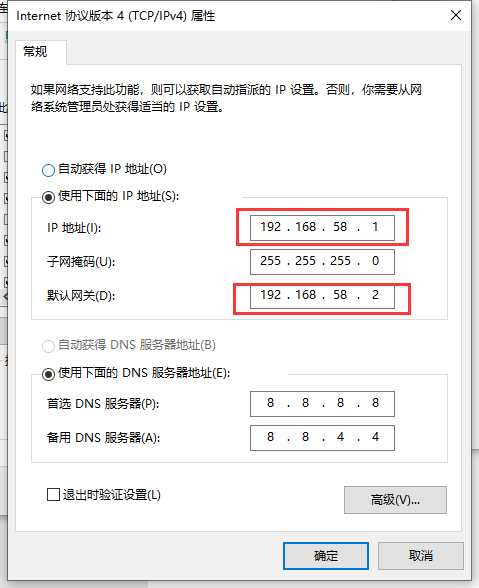 Internet 协议版本 4 (TCP/IPv4) 属性
常规
如果网络支持此功能，则可以获取自动指派的 IP 设置。否则，你需要从网
络系统管理员处获得适当的 IP 设置。
自动获得 IP 地址(O)
使用下面的 IP 地址(S):
IP 地址(I): 192 . 168 . 58 . 1
子网掩码(U): 255 . 255 . 255 . 0
默认网关(D): 192 . 168 . 58 . 2
自动获得 DNS 服务器地址(B)
使用下面的 DNS 服务器地址(E):
首选 DNS 服务器(P): 8 . 8 . 8 . 8
备用 DNS 服务器(A): 8 . 8 . 4 . 4
退出时验证设置(L)
高级(V)...
确定 取消